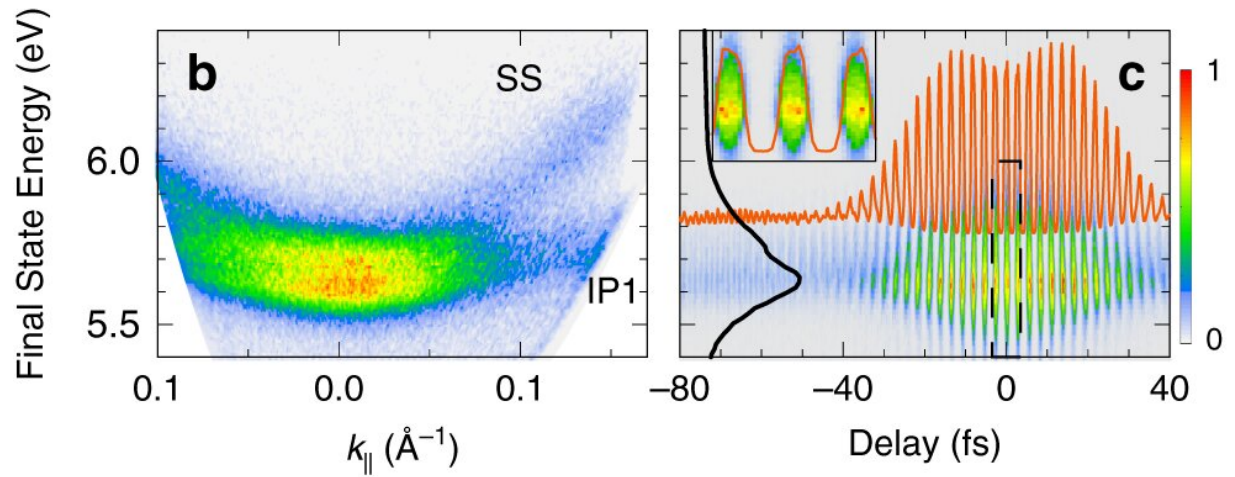 Final State Energy (eV)
6.0
5.5
b
SS
IP1
0.1 0.0 0.1
k∥ (Å⁻¹)
c
−80 −40 0 40
Delay (fs)
1
0